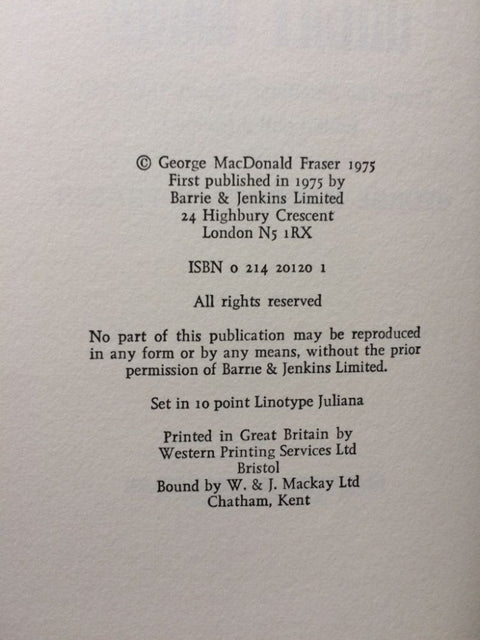 © George MacDonald Fraser 1975
First published in 1975 by
Barrie & Jenkins Limited
24 Highbury Crescent
London N5 1RX
ISBN 0 214 20120 1
All rights reserved
No part of this publication may be reproduced
in any form or by any means, without the prior
permission of Barrie & Jenkins Limited.
Set in 10 point Linotype Juliana
Printed in Great Britain by
Western Printing Services Ltd
Bristol
Bound by W. & J. Mackay Ltd
Chatham, Kent